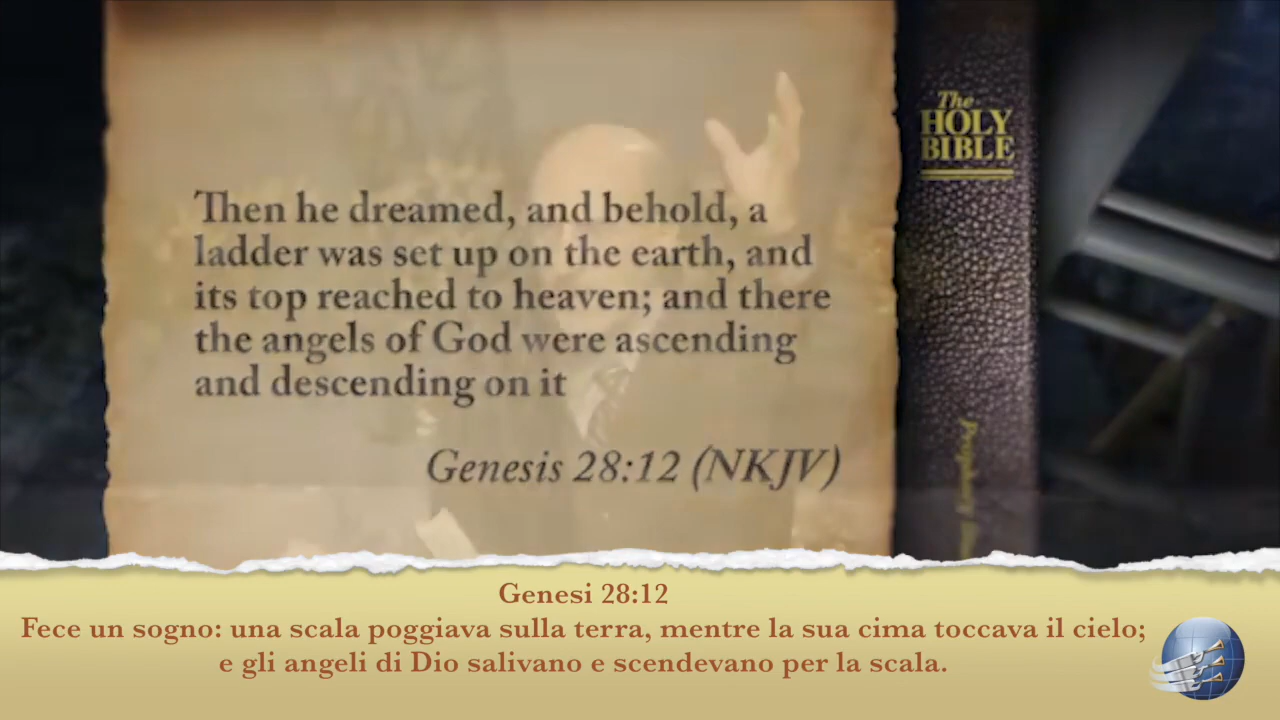 Then he dreamed, and behold, a
ladder was set up on the earth, and
its top reached to heaven; and there
the angels of God were ascending
and descending on it
Genesis 28:12 (NKJV)
The
HOLY
BIBLE
Genesi 28:12
Fece un sogno: una scala poggiava sulla terra, mentre la sua cima toccava il cielo;
e gli angeli di Dio salivano e scendevano per la scala.